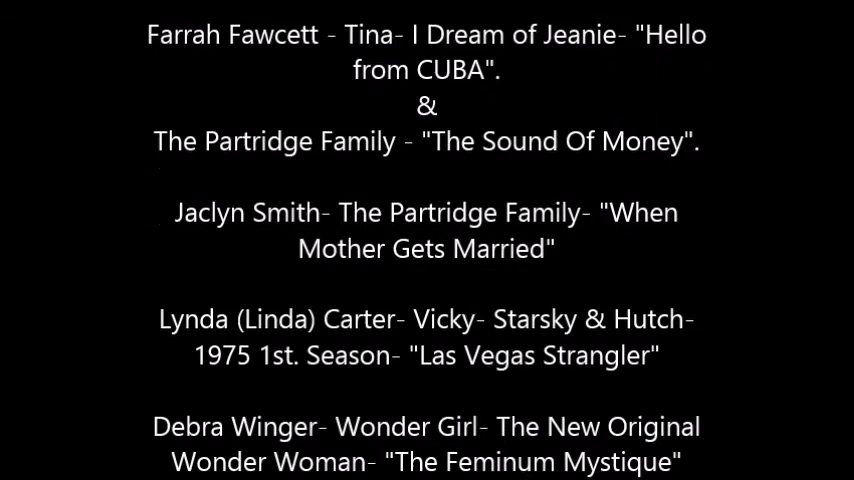 Farrah Fawcett - Tina- I Dream of Jeanie- "Hello
from CUBA".
&
The Partridge Family - "The Sound Of Money".
Jaclyn Smith- The Partridge Family- "When
Mother Gets Married"
Lynda (Linda) Carter- Vicky- Starsky & Hutch-
1975 1st. Season- "Las Vegas Strangler"
Debra Winger- Wonder Girl- The New Original
Wonder Woman- "The Feminum Mystique"